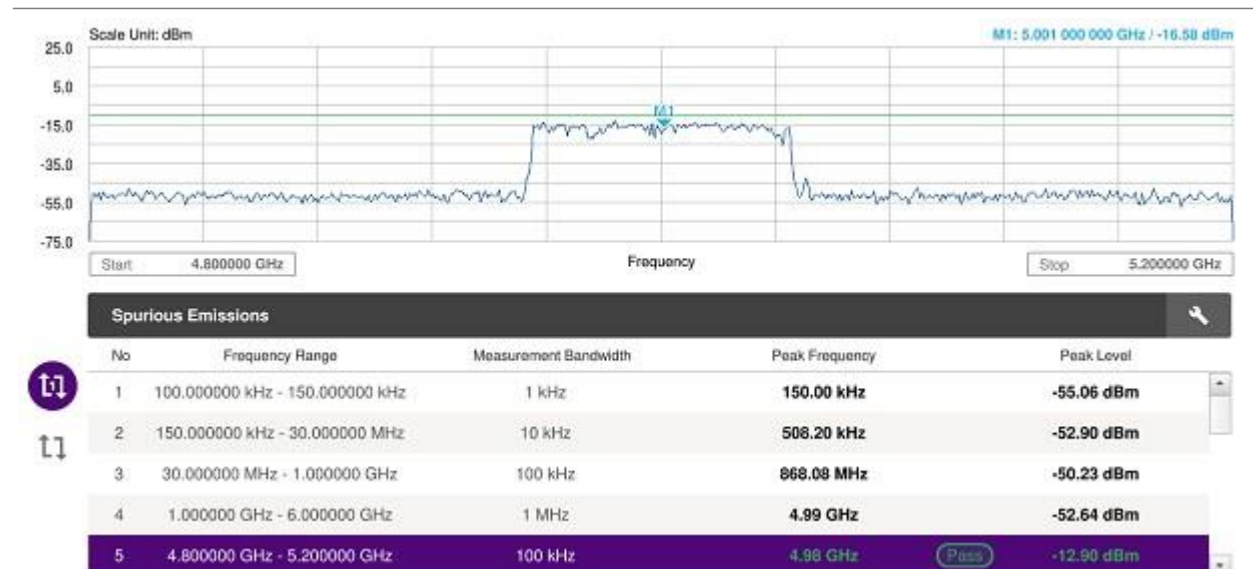 Scale Unit: dBm M1: 5.001 000 000 GHz / -16.58 dBm
25.0
5.0
-15.0
M1
-35.0
-55.0
-75.0
Start 4.800000 GHz Frequency Stop 5.200000 GHz
Spurious Emissions
No Frequency Range Measurement Bandwidth Peak Frequency Peak Level
1 100.000000 kHz - 150.000000 kHz 1 kHz 150.00 kHz -55.06 dBm
2 150.000000 kHz - 30.000000 MHz 10 kHz 508.20 kHz -52.90 dBm
3 30.000000 MHz - 1.000000 GHz 100 kHz 868.08 MHz -50.23 dBm
4 1.000000 GHz - 6.000000 GHz 1 MHz 4.99 GHz -52.64 dBm
5 4.800000 GHz - 5.200000 GHz 100 kHz 4.98 GHz Pass -12.90 dBm